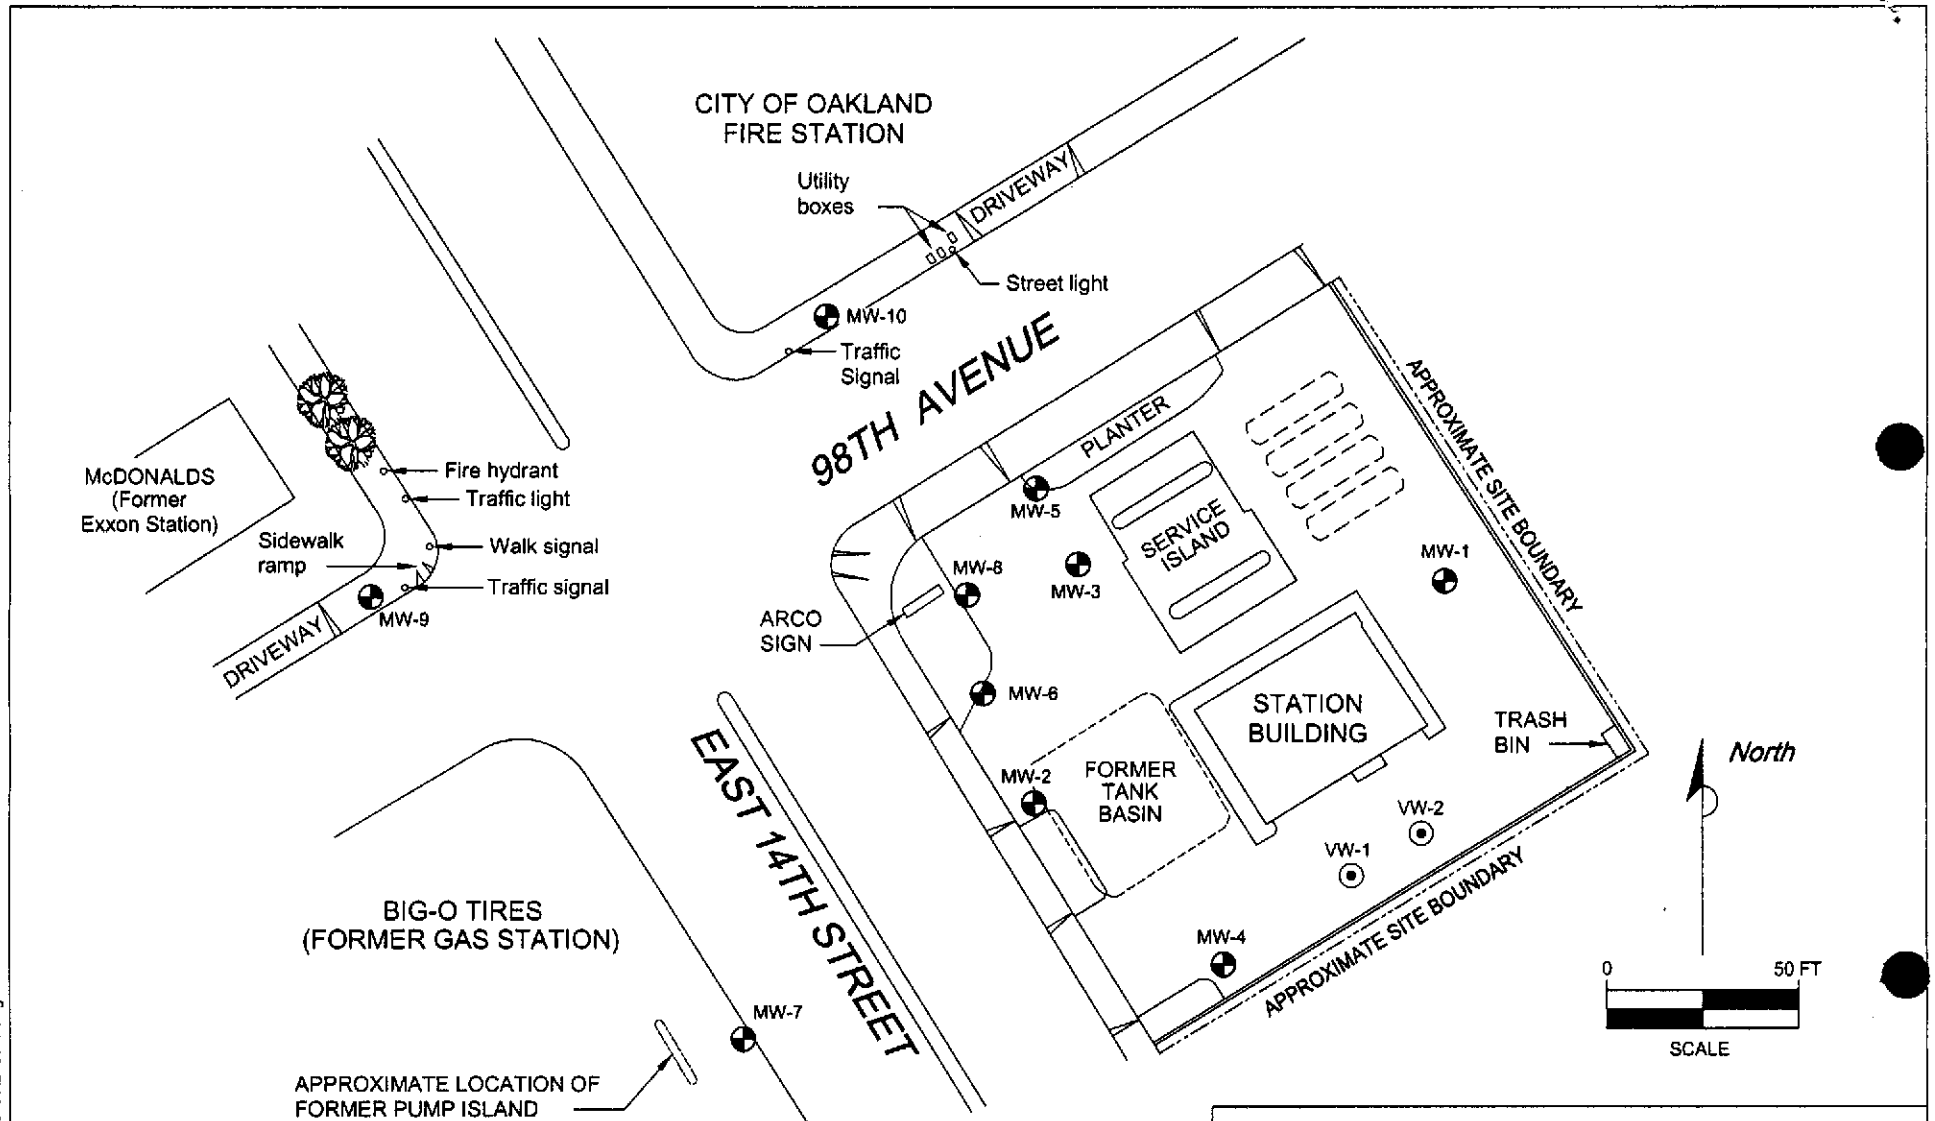 CITY OF OAKLAND
FIRE STATION
Utility
boxes
DRIVEWAY
Street light
MW-10
Traffic
Signal
98TH AVENUE
PLANTER
APPROXIMATE SITE BOUNDARY
McDONALDS
(Former
Exxon Station)
Fire hydrant
Traffic light
Sidewalk
ramp
Walk signal
Traffic signal
MW-9
DRIVEWAY
MW-5
SERVICE
ISLAND
MW-1
MW-8
MW-3
ARCO
SIGN
MW-6
STATION
BUILDING
TRASH
BIN
North
MW-2
FORMER
TANK
BASIN
EAST 14TH STREET
VW-2
VW-1
BIG-O TIRES
(FORMER GAS STATION)
APPROXIMATE SITE BOUNDARY
MW-4
0 50 FT
SCALE
MW-7
APPROXIMATE LOCATION OF
FORMER PUMP ISLAND